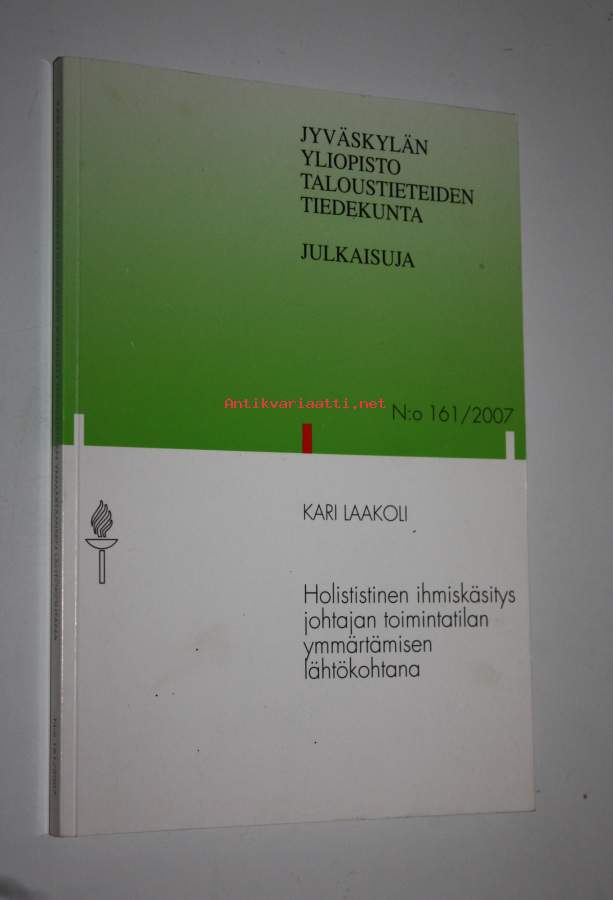 JYVÄSKYLÄN
YLIOPISTO
TALOUSTIETEIDEN
TIEDEKUNTA
JULKAISUJA
Antikvariaatti.net
N:o 161/2007
KARI LAAKOLI
Holististinen ihmiskäsitys
johtajan toimintatilan
ymmärtämisen
lähtökohtana